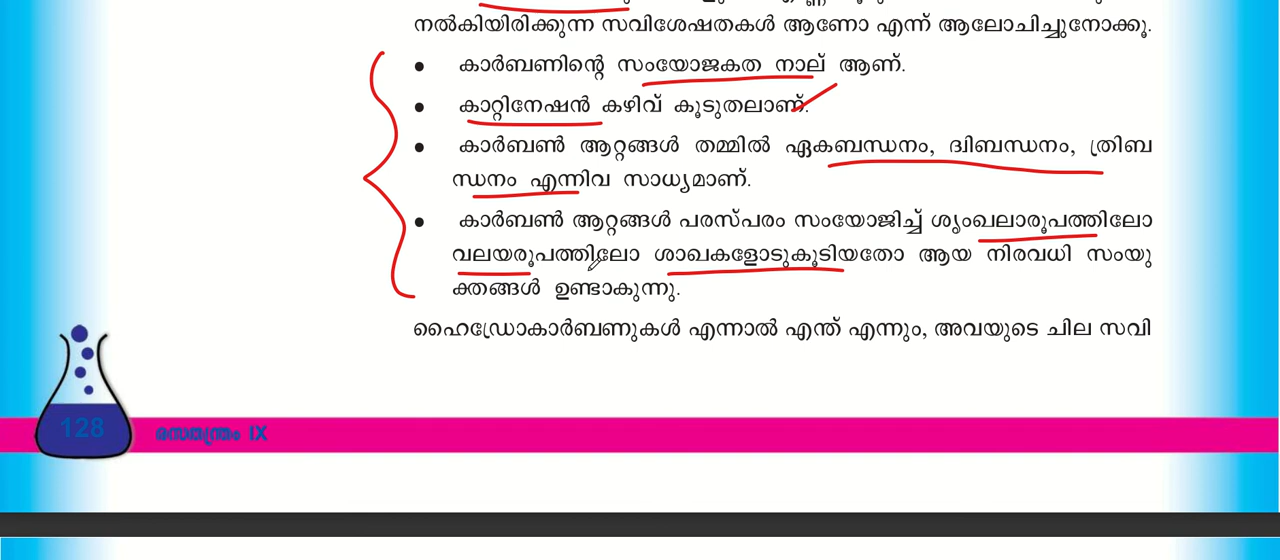 നൽകിയിരിക്കുന്ന സവിശേഷതകൾ ആണോ എന്ന് ആലോചിച്ചുനോക്കൂ.
• കാർബണിന്റെ സംയോജകത നാല് ആണ്.
• കാറ്റിനേഷൻ കഴിവ് കൂടുതലാണ്.
• കാർബൺ ആറ്റങ്ങൾ തമ്മിൽ ഏകബന്ധനം, ദ്വിബന്ധനം, ത്രിബ
ന്ധനം എന്നിവ സാധ്യമാണ്.
• കാർബൺ ആറ്റങ്ങൾ പരസ്പരം സംയോജിച്ച് ശൃംഖലാരൂപത്തിലോ
വലയരൂപത്തിലോ ശാഖകളോടുകൂടിയതോ ആയ നിരവധി സംയു
ക്തങ്ങൾ ഉണ്ടാകുന്നു.
ഹൈഡ്രോകാർബണുകൾ എന്നാൽ എന്ത് എന്നും, അവയുടെ ചില സവി
128
രസതന്ത്രം IX